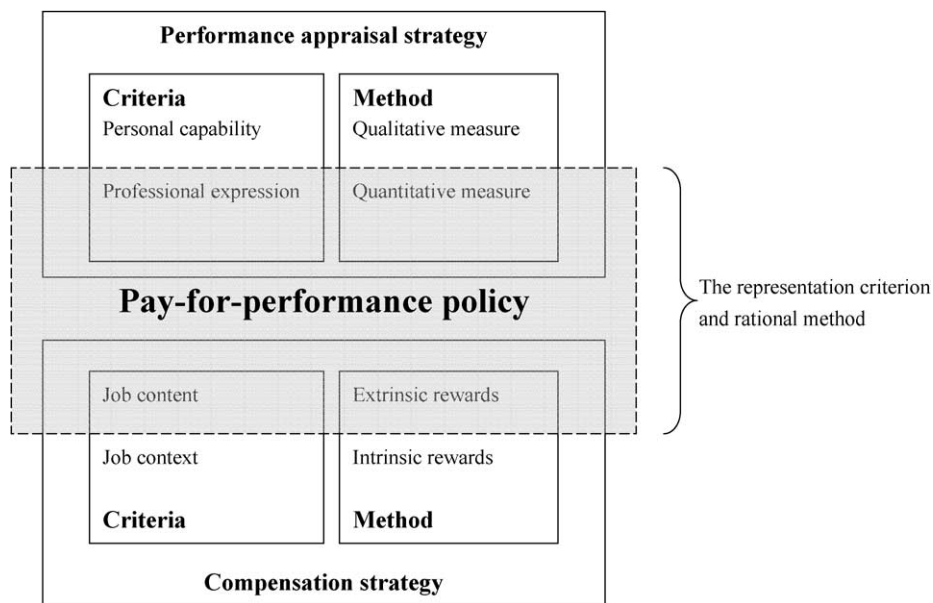 Performance appraisal strategy
Criteria
Personal capability
Professional expression
Method
Qualitative measure
Quantitative measure
Pay-for-performance policy
The representation criterion
and rational method
Job content
Job context
Criteria
Extrinsic rewards
Intrinsic rewards
Method
Compensation strategy